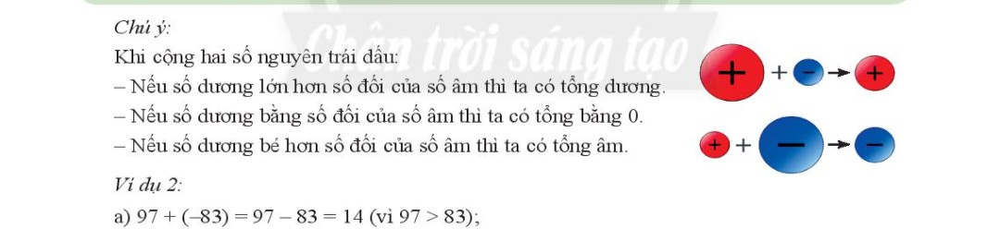 Chân trời sáng tạo
Chú ý:
Khi cộng hai số nguyên trái dấu:
– Nếu số dương lớn hơn số đối của số âm thì ta có tổng dương.
– Nếu số dương bằng số đối của số âm thì ta có tổng bằng 0.
– Nếu số dương bé hơn số đối của số âm thì ta có tổng âm.
+ + − → +
+ + − → −
Ví dụ 2:
a) 97 + (–83) = 97 – 83 = 14 (vì 97 > 83);